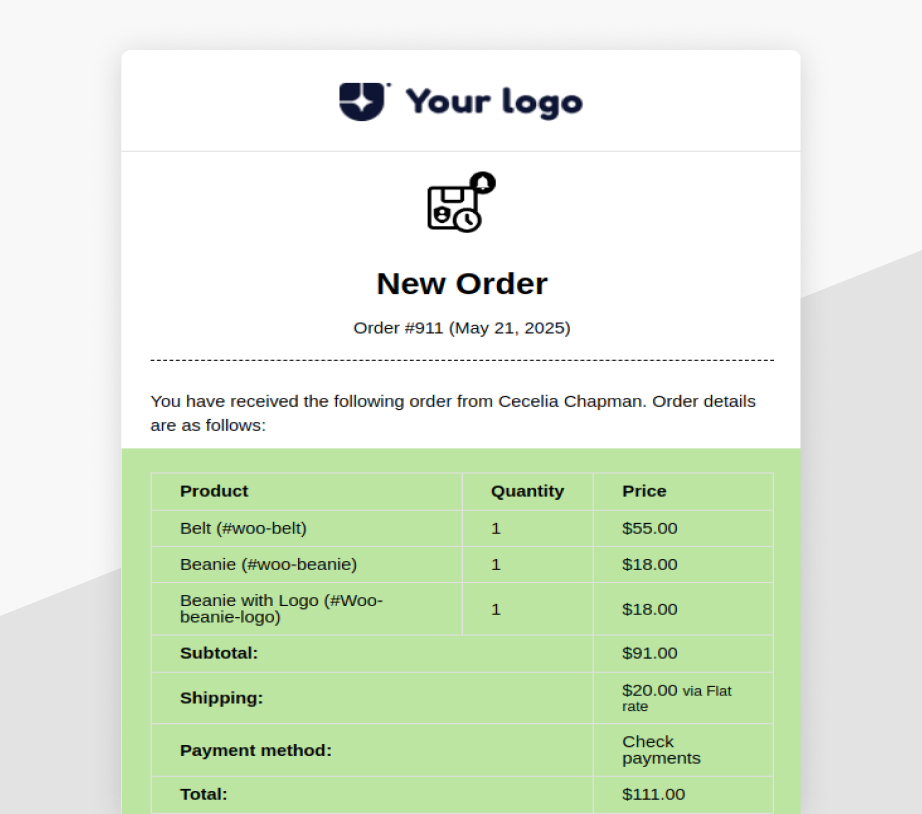 Your logo
New Order
Order #911 (May 21, 2025)
You have received the following order from Cecelia Chapman. Order details
are as follows:
Product Quantity Price
Belt (#woo-belt) 1 $55.00
Beanie (#woo-beanie) 1 $18.00
Beanie with Logo (#Woo-
beanie-logo) 1 $18.00
Subtotal: $91.00
Shipping: $20.00 via Flat
rate
Payment method: Check
payments
Total: $111.00